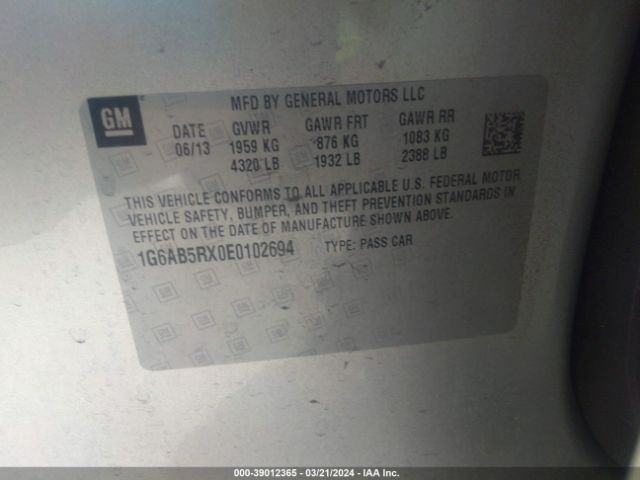 GM
MFD BY GENERAL MOTORS LLC
DATE GVWR GAWR FRT GAWR RR
06/13 1959 KG 876 KG 1083 KG
4320 LB 1932 LB 2388 LB
THIS VEHICLE CONFORMS TO ALL APPLICABLE U.S. FEDERAL MOTOR
VEHICLE SAFETY, BUMPER, AND THEFT PREVENTION STANDARDS IN
EFFECT ON THE DATE OF MANUFACTURE SHOWN ABOVE.
1G6AB5RX0E0102694 TYPE: PASS CAR
000-39012365 - 03/21/2024 - IAA Inc.